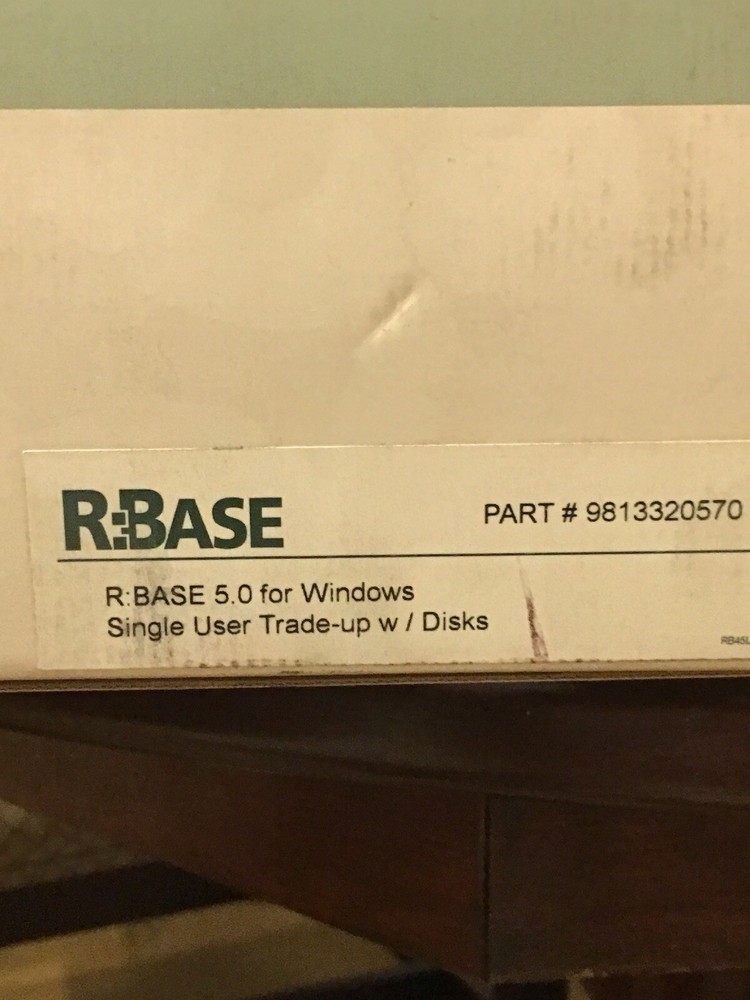 R:BASE
PART # 9813320570
R:BASE 5.0 for Windows
Single User Trade-up w / Disks